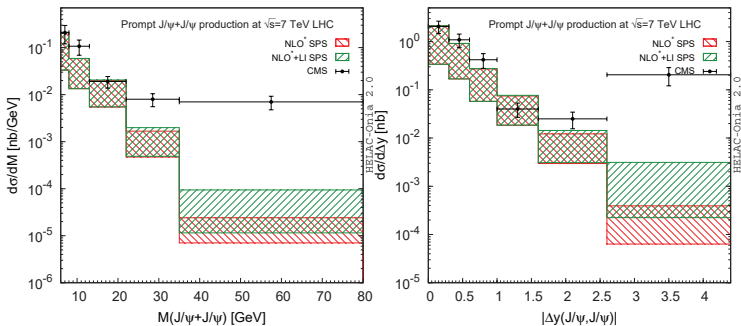 Prompt J/ψ+J/ψ production at √s=7 TeV LHC
NLO* SPS
NLO*+LI SPS
CMS
dσ/dM [nb/GeV]
10⁻¹
10⁻²
10⁻³
10⁻⁴
10⁻⁵
10⁻⁶
10 20 30 40 50 60 70 80
M(J/ψ+J/ψ) [GeV]
HELAC-Onia 2.0
Prompt J/ψ+J/ψ production at √s=7 TeV LHC
NLO* SPS
NLO*+LI SPS
CMS
dσ/dΔy [nb]
10⁰
10⁻¹
10⁻²
10⁻³
10⁻⁴
10⁻⁵
0 0.5 1 1.5 2 2.5 3 3.5 4
|Δy(J/ψ,J/ψ)|
HELAC-Onia 2.0